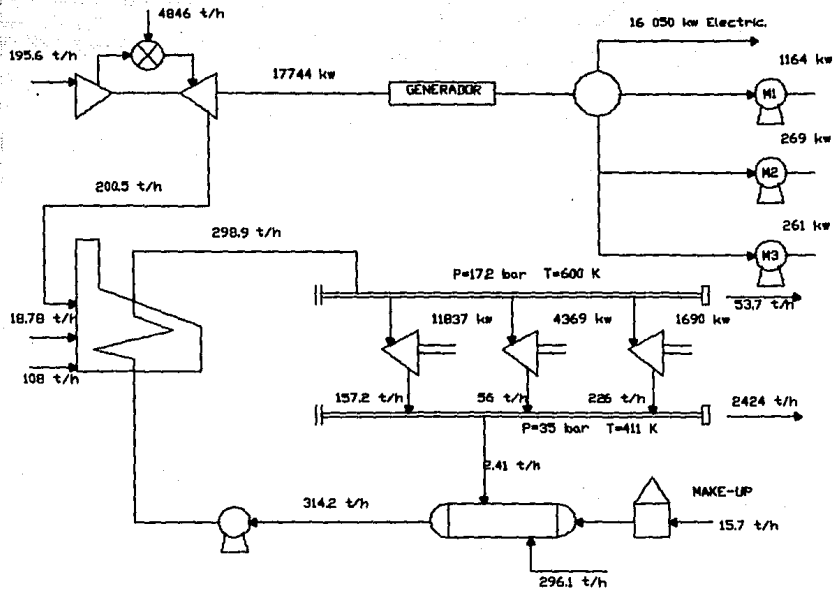 4846 t/h
195.6 t/h
17744 kw
GENERADOR
16 050 kw Electric.
1164 kw
M1
269 kw
M2
261 kw
M3
200.5 t/h
298.9 t/h
P=17.2 bar T=600 K
53.7 t/h
11837 kw
4369 kw
1690 kw
18.78 t/h
108 t/h
157.2 t/h
56 t/h
226 t/h
2424 t/h
P=35 bar T=411 K
2.41 t/h
MAKE-UP
314.2 t/h
15.7 t/h
296.1 t/h